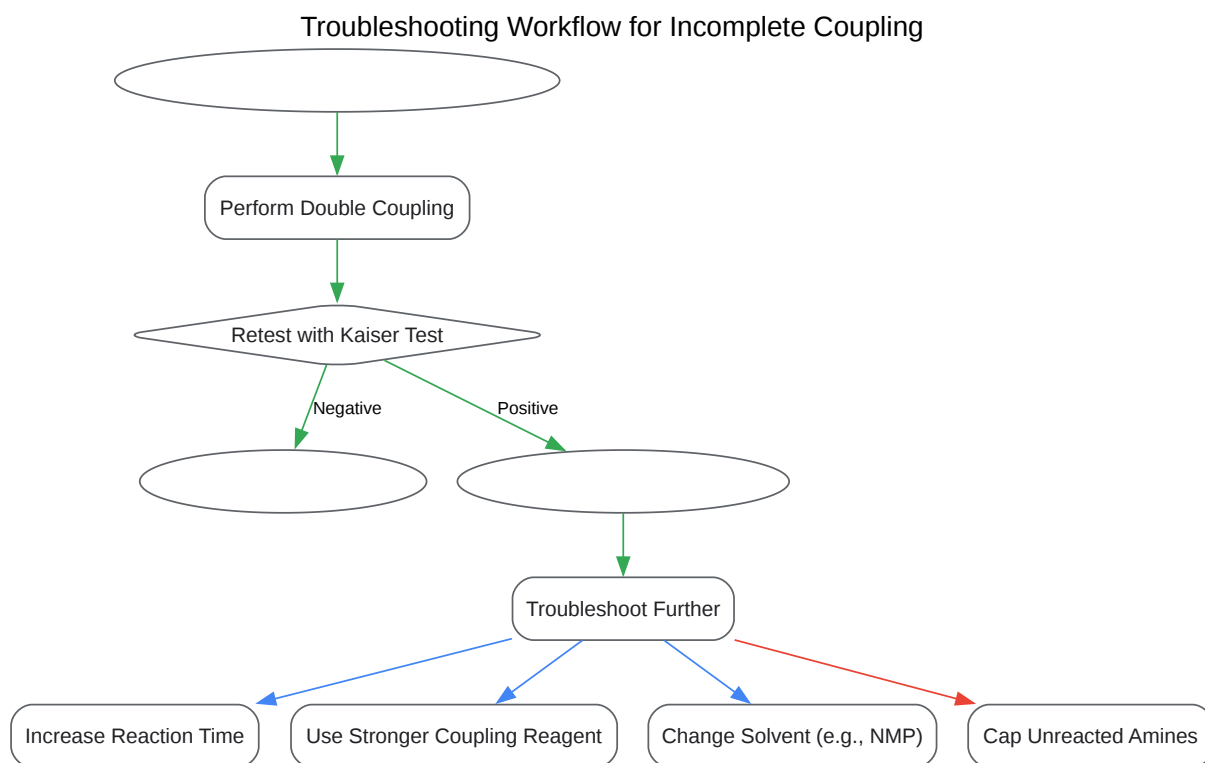 Troubleshooting Workflow for Incomplete Coupling
Perform Double Coupling
Retest with Kaiser Test
Negative
Positive
Troubleshoot Further
Increase Reaction Time
Use Stronger Coupling Reagent
Change Solvent (e.g., NMP)
Cap Unreacted Amines